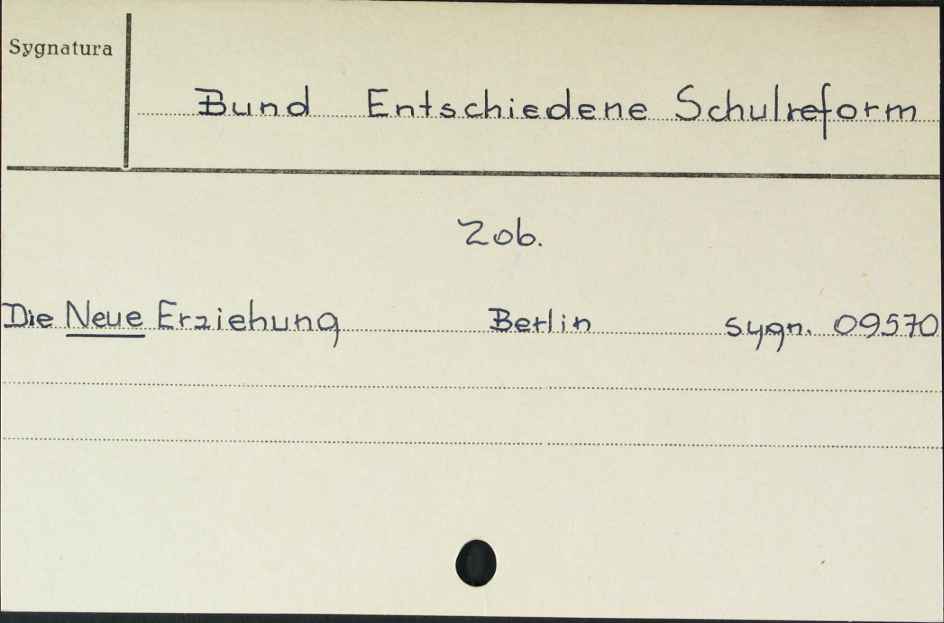 Sygnatura
Bund Entschiedene Schulreform
Zob.
Die Neue Erziehung Berlin sygn. 09570